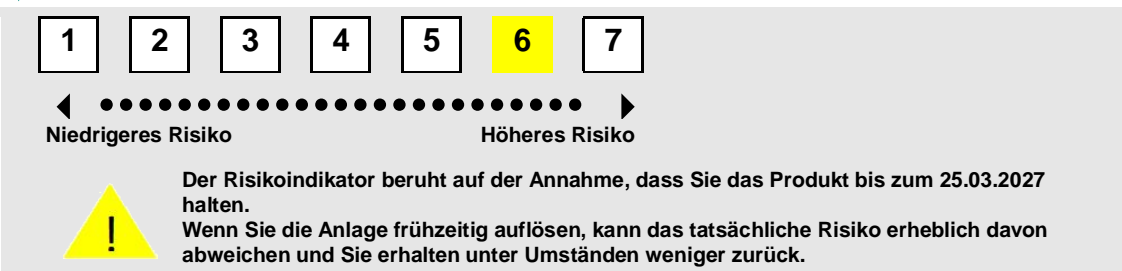 1 2 3 4 5 6 7
Niedrigeres Risiko Höheres Risiko
Der Risikoindikator beruht auf der Annahme, dass Sie das Produkt bis zum 25.03.2027
halten.
Wenn Sie die Anlage frühzeitig auflösen, kann das tatsächliche Risiko erheblich davon
! abweichen und Sie erhalten unter Umständen weniger zurück.